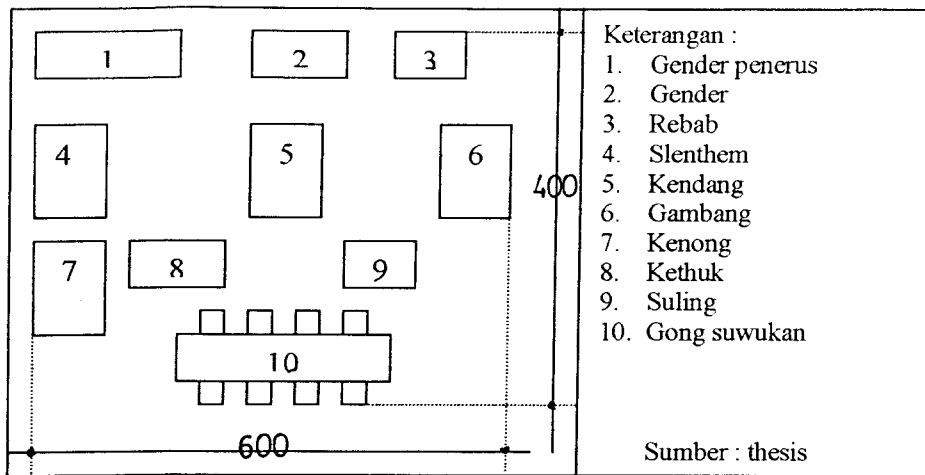 1
2
3
4
5
6
7
8
9
10
400
600
Keterangan :
1. Gender penerus
2. Gender
3. Rebab
4. Slenthem
5. Kendang
6. Gambang
7. Kenong
8. Kethuk
9. Suling
10. Gong suwukan
Sumber : thesis